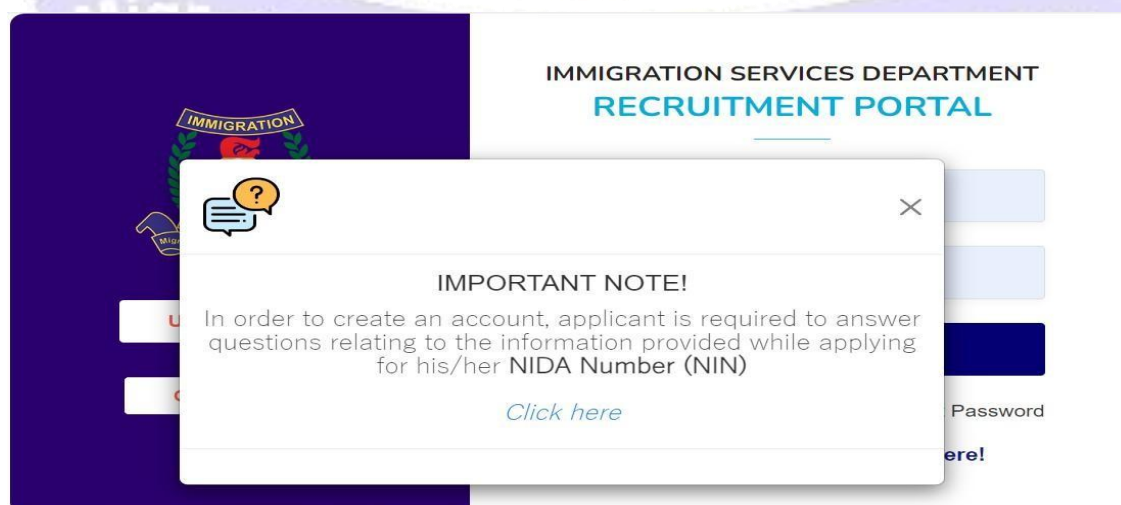 IMMIGRATION SERVICES DEPARTMENT
RECRUITMENT PORTAL
IMMIGRATION
?
IMPORTANT NOTE!
In order to create an account, applicant is required to answer
questions relating to the information provided while applying
for his/her NIDA Number (NIN)
Click here
Password
ere!